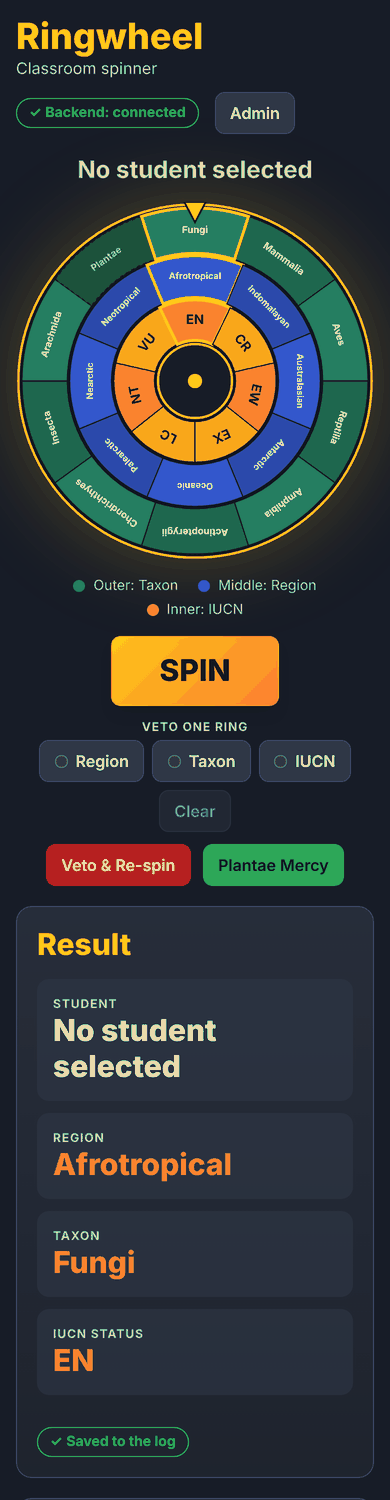 Ringwheel
Classroom spinner
✓ Backend: connected
Admin
No student selected
Fungi
Mammalia
Aves
Reptilia
Amphibia
Actinopterygii
Chondrichthyes
Insecta
Arachnida
Plantae
Afrotropical
Indomalayan
Australasian
Antarctic
Oceanic
Palearctic
Nearctic
Neotropical
EN
CR
EW
EX
LC
NT
VU
Outer: Taxon
Middle: Region
Inner: IUCN
SPIN
VETO ONE RING
Region
Taxon
IUCN
Clear
Veto & Re-spin
Plantae Mercy
Result
STUDENT
No student
selected
REGION
Afrotropical
TAXON
Fungi
IUCN STATUS
EN
✓ Saved to the log